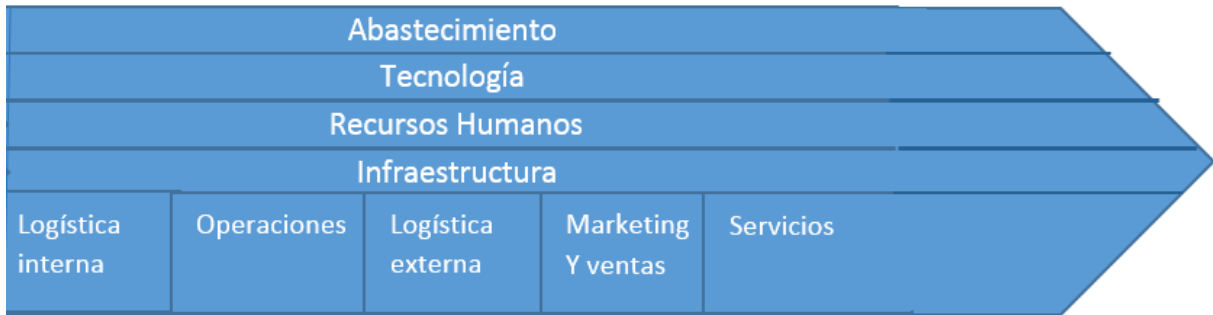 Abastecimiento
Tecnología
Recursos Humanos
Infraestructura
Logística
interna
Operaciones
Logística
externa
Marketing
Y ventas
Servicios